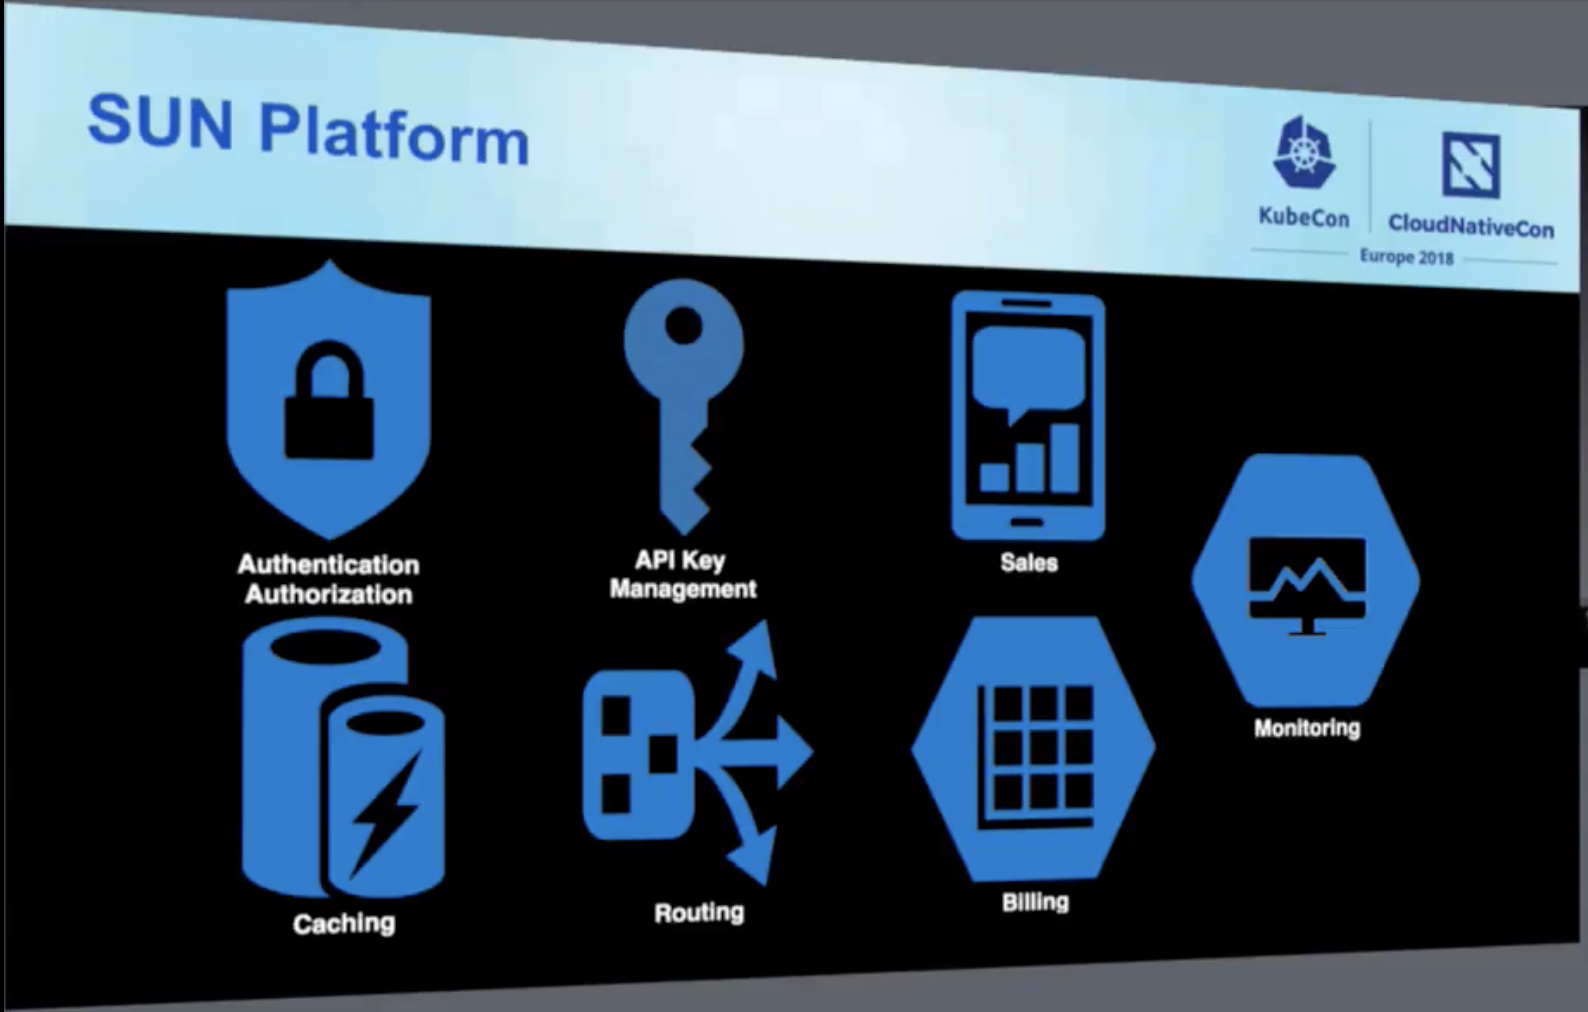 SUN Platform
KubeCon
CloudNativeCon
Europe 2018
Authentication
Authorization
API Key
Management
Sales
Monitoring
Caching
Routing
Billing